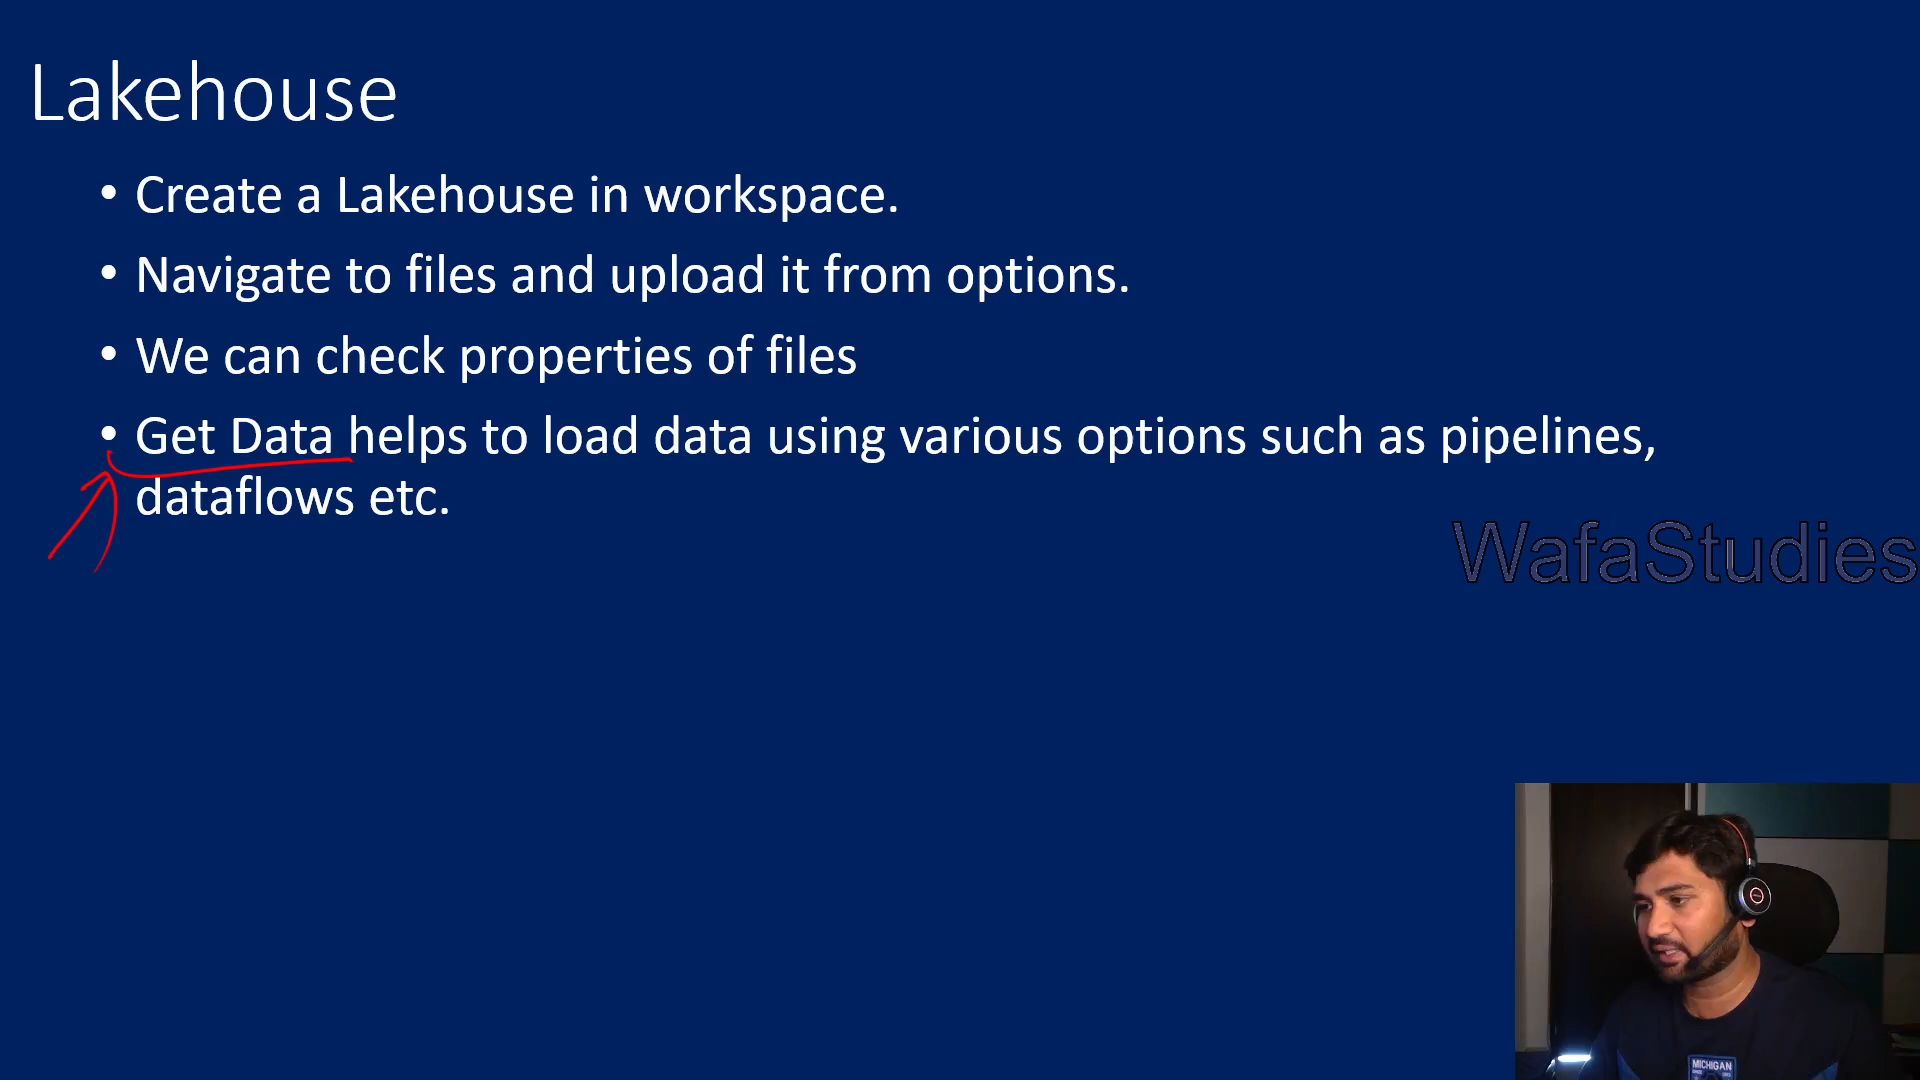 Lakehouse
• Create a Lakehouse in workspace.
• Navigate to files and upload it from options.
• We can check properties of files
• Get Data helps to load data using various options such as pipelines,
dataflows etc.
WafaStudies
MICHIGAN